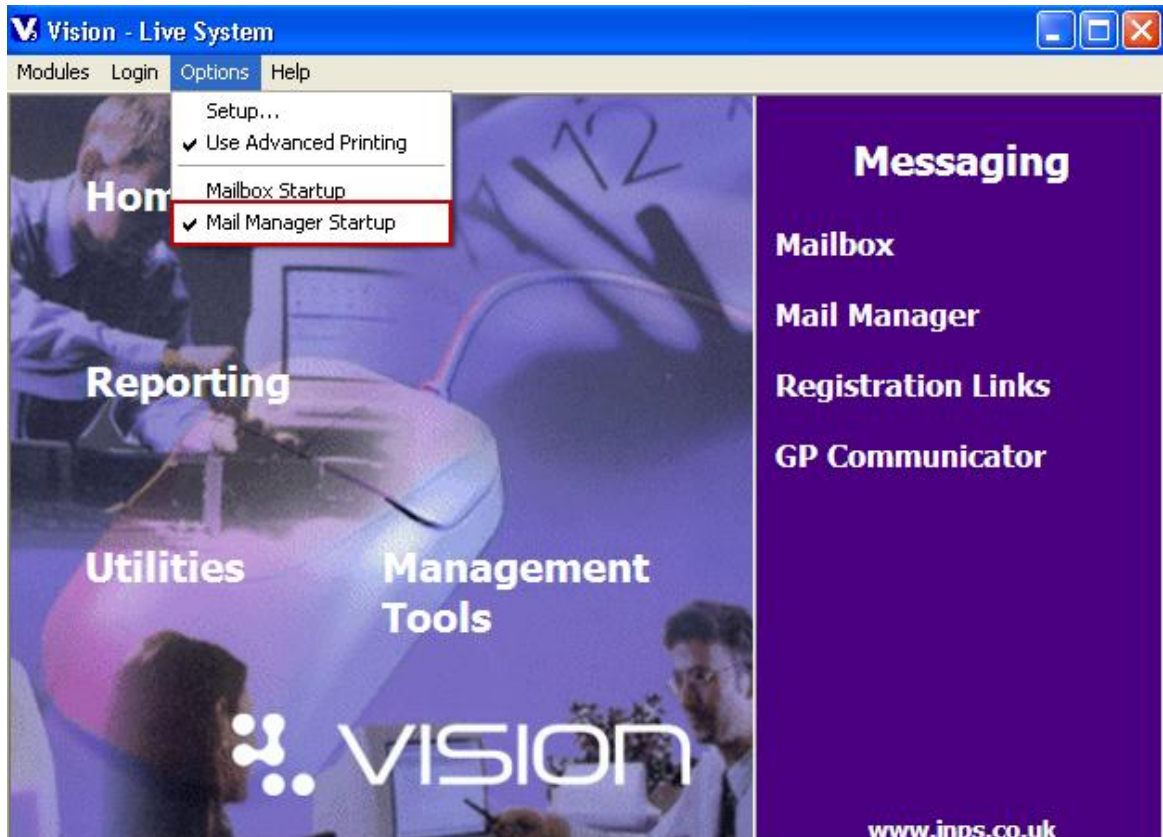 Vision - Live System
Modules Login Options Help
Setup...
Use Advanced Printing
Mailbox Startup
Mail Manager Startup
Reporting
Utilities
Management
Tools
VISION
Messaging
Mailbox
Mail Manager
Registration Links
GP Communicator
www.inps.co.uk